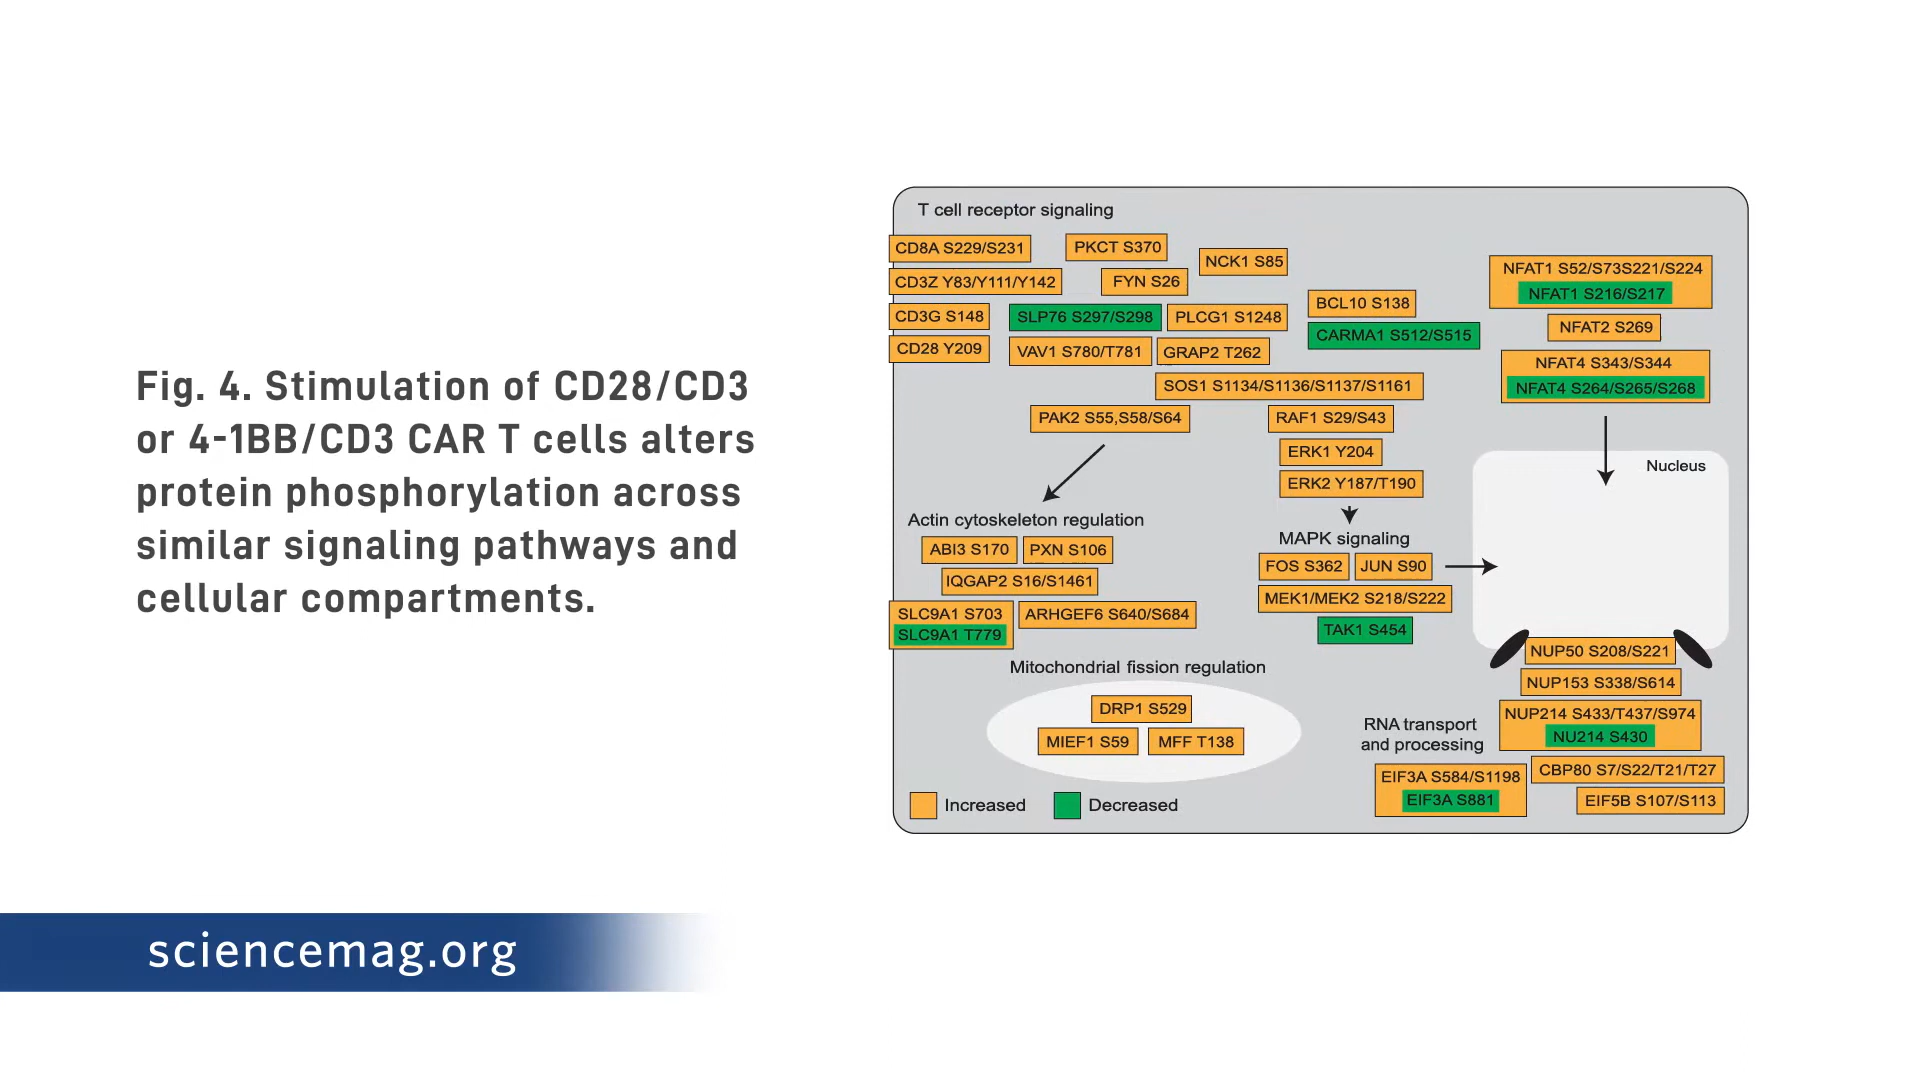 Fig. 4. Stimulation of CD28/CD3
or 4-1BB/CD3 CAR T cells alters
protein phosphorylation across
similar signaling pathways and
cellular compartments.
sciencemag.org
T cell receptor signaling
CD8A S229/S231
PKCT S370
NCK1 S85
CD3Z Y83/Y111/Y142
FYN S26
CD3G S148
SLP76 S297/S298
PLCG1 S1248
CD28 Y209
VAV1 S780/T781
GRAP2 T262
BCL10 S138
CARMA1 S512/S515
NFAT1 S52/S73S221/S224
NFAT1 S216/S217
NFAT2 S269
NFAT4 S343/S344
NFAT4 S264/S265/S268
SOS1 S1134/S1136/S1137/S1161
PAK2 S55,S58/S64
RAF1 S29/S43
ERK1 Y204
ERK2 Y187/T190
Nucleus
Actin cytoskeleton regulation
ABI3 S170
PXN S106
IQGAP2 S16/S1461
SLC9A1 S703
SLC9A1 T779
ARHGEF6 S640/S684
MAPK signaling
FOS S362
JUN S90
MEK1/MEK2 S218/S222
TAK1 S454
Mitochondrial fission regulation
DRP1 S529
MIEF1 S59
MFF T138
NUP50 S208/S221
NUP153 S338/S614
NUP214 S433/T437/S974
NU214 S430
RNA transport
and processing
CBP80 S7/S22/T21/T27
EIF3A S584/S1198
EIF3A S881
EIF5B S107/S113
Increased
Decreased